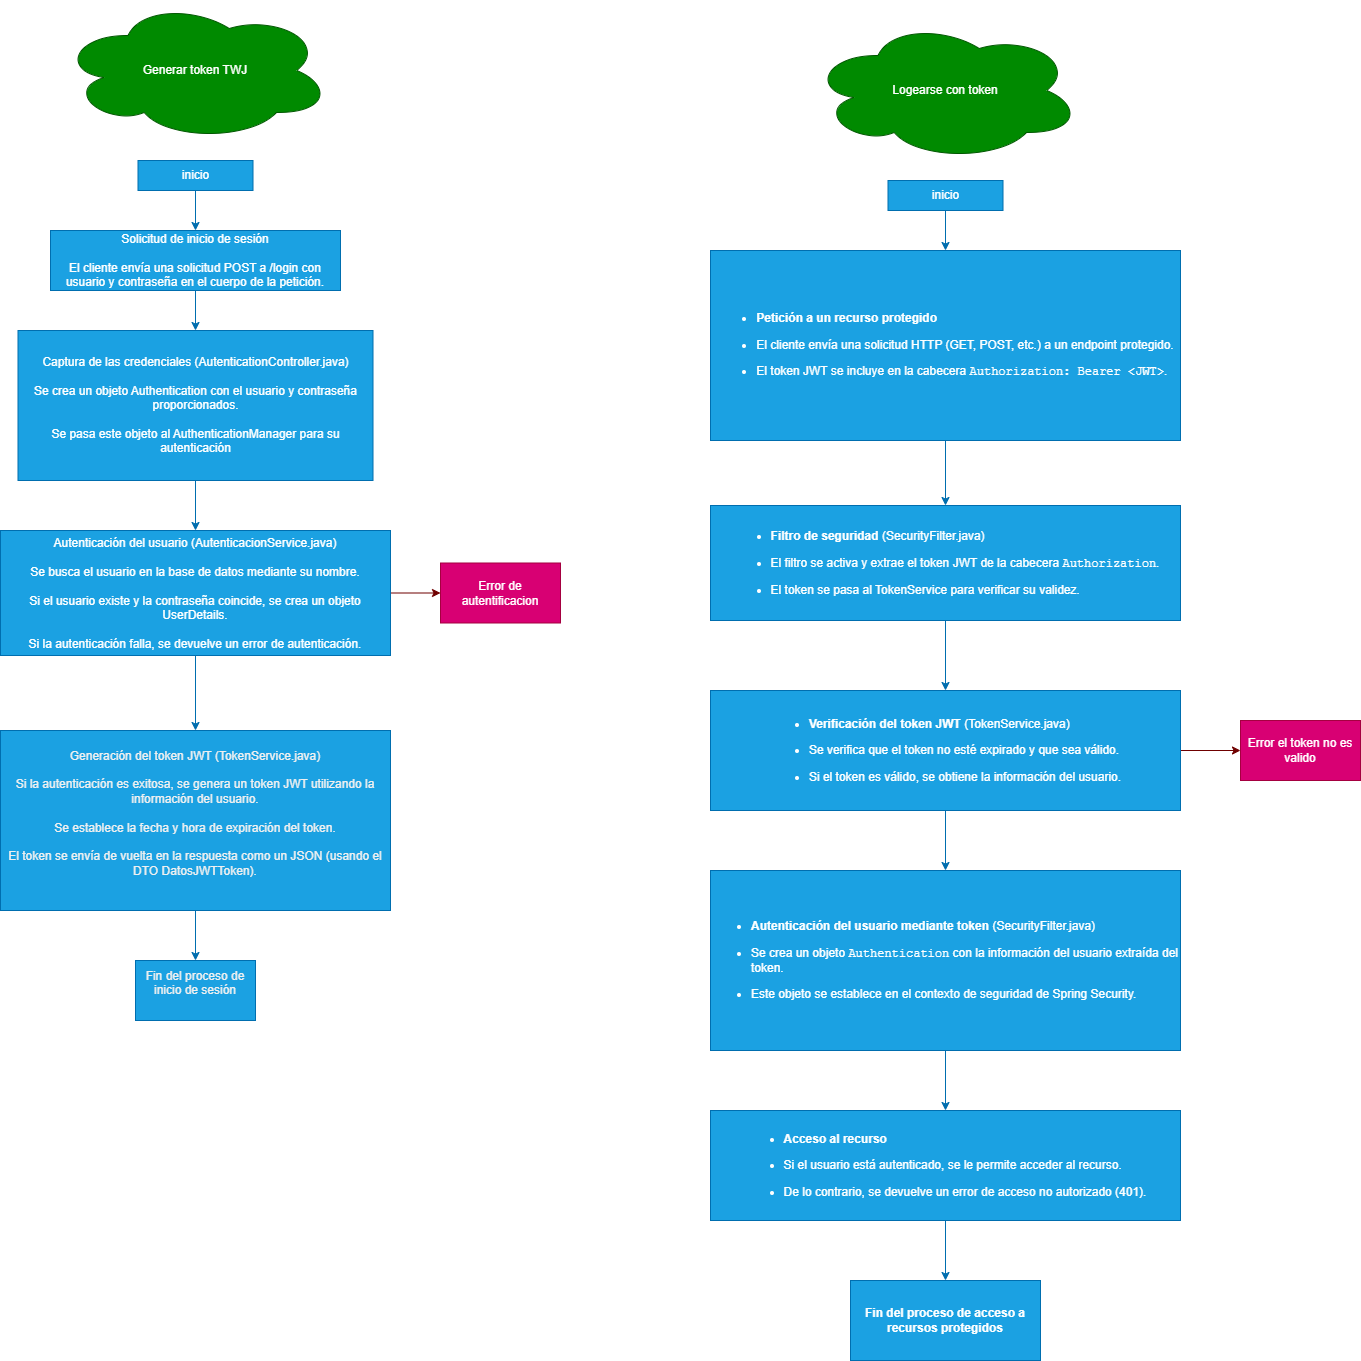 Generar token TWJ
inicio
Solicitud de inicio de sesión
El cliente envía una solicitud POST a /login con
usuario y contraseña en el cuerpo de la petición.
Captura de las credenciales (AutenticationController.java)
Se crea un objeto Authentication con el usuario y contraseña
proporcionados.
Se pasa este objeto al AuthenticationManager para su
autenticación
Autenticación del usuario (AutenticacionService.java)
Se busca el usuario en la base de datos mediante su nombre.
Si el usuario existe y la contraseña coincide, se crea un objeto
UserDetails.
Si la autenticación falla, se devuelve un error de autenticación.
Error de
autentificacion
Generación del token JWT (TokenService.java)
Si la autenticación es exitosa, se genera un token JWT utilizando la
información del usuario.
Se establece la fecha y hora de expiración del token.
El token se envía de vuelta en la respuesta como un JSON (usando el
DTO DatosJWTToken).
Fin del proceso de
inicio de sesión
Logearse con token
inicio
• Petición a un recurso protegido
• El cliente envía una solicitud HTTP (GET, POST, etc.) a un endpoint protegido.
• El token JWT se incluye en la cabecera Authorization: Bearer <JWT>.
• Filtro de seguridad (SecurityFilter.java)
• El filtro se activa y extrae el token JWT de la cabecera Authorization.
• El token se pasa al TokenService para verificar su validez.
• Verificación del token JWT (TokenService.java)
• Se verifica que el token no esté expirado y que sea válido.
• Si el token es válido, se obtiene la información del usuario.
Error el token no es
valido
• Autenticación del usuario mediante token (SecurityFilter.java)
• Se crea un objeto Authentication con la información del usuario extraída del
token.
• Este objeto se establece en el contexto de seguridad de Spring Security.
• Acceso al recurso
• Si el usuario está autenticado, se le permite acceder al recurso.
• De lo contrario, se devuelve un error de acceso no autorizado (401).
Fin del proceso de acceso a
recursos protegidos